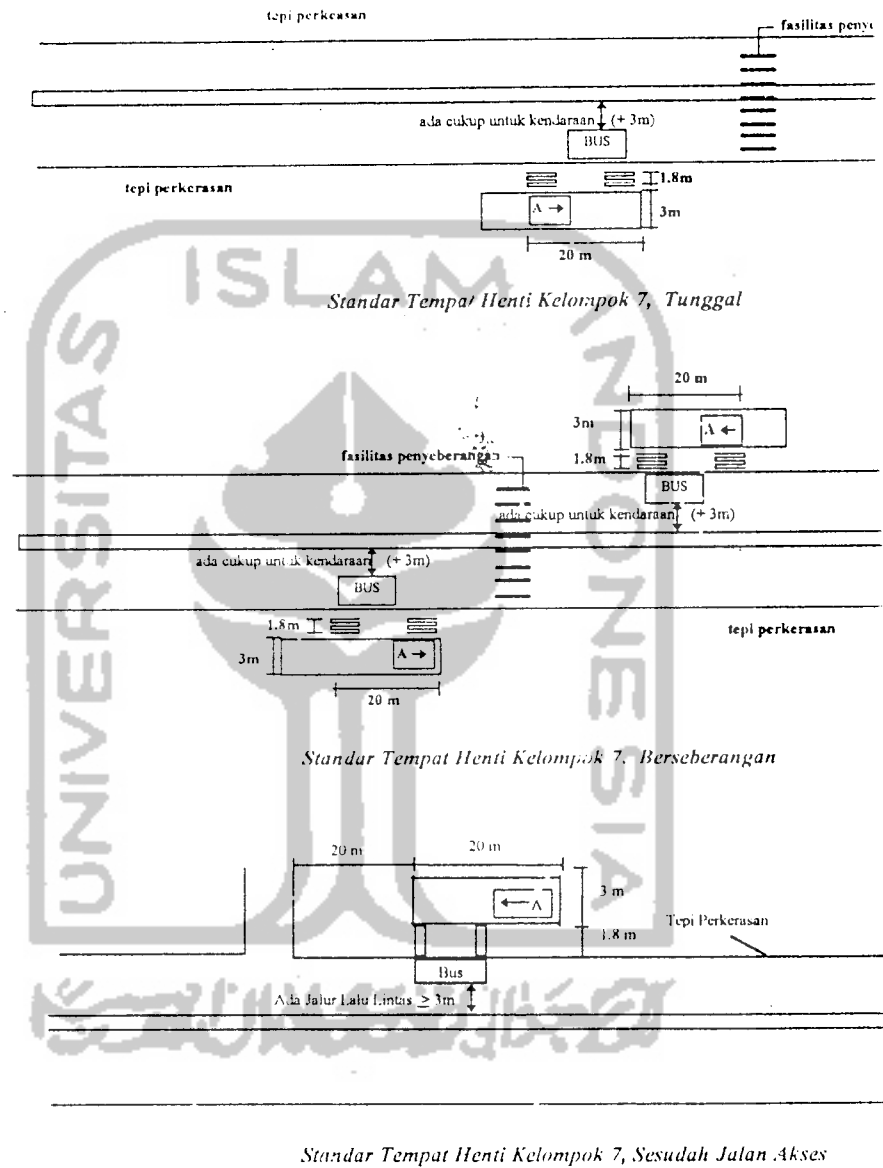 tepi perkerasan
fasilitas penye
ada cukup untuk kendaraan (+ 3m)
BUS
tepi perkerasan
1.8m
A
3m
20 m
Standar Tempat Henti Kelompok 7, Tunggal
20 m
3m
A
1.8m
fasilitas penyeberangan
BUS
ada cukup untuk kendaraan (+ 3m)
ada cukup untuk kendaraan (+ 3m)
BUS
1.8m
tepi perkerasan
3m
A
20 m
Standar Tempat Henti Kelompok 7. Berseberangan
20 m
20 m
3 m
A
1.8 m
Tepi Perkerasan
Bus
Ada Jalur Lalu Lintas ≥ 3m
Standar Tempat Henti Kelompok 7, Sesudah Jalan Akses
UNIVERSITAS
ISLAM
INDONESIA